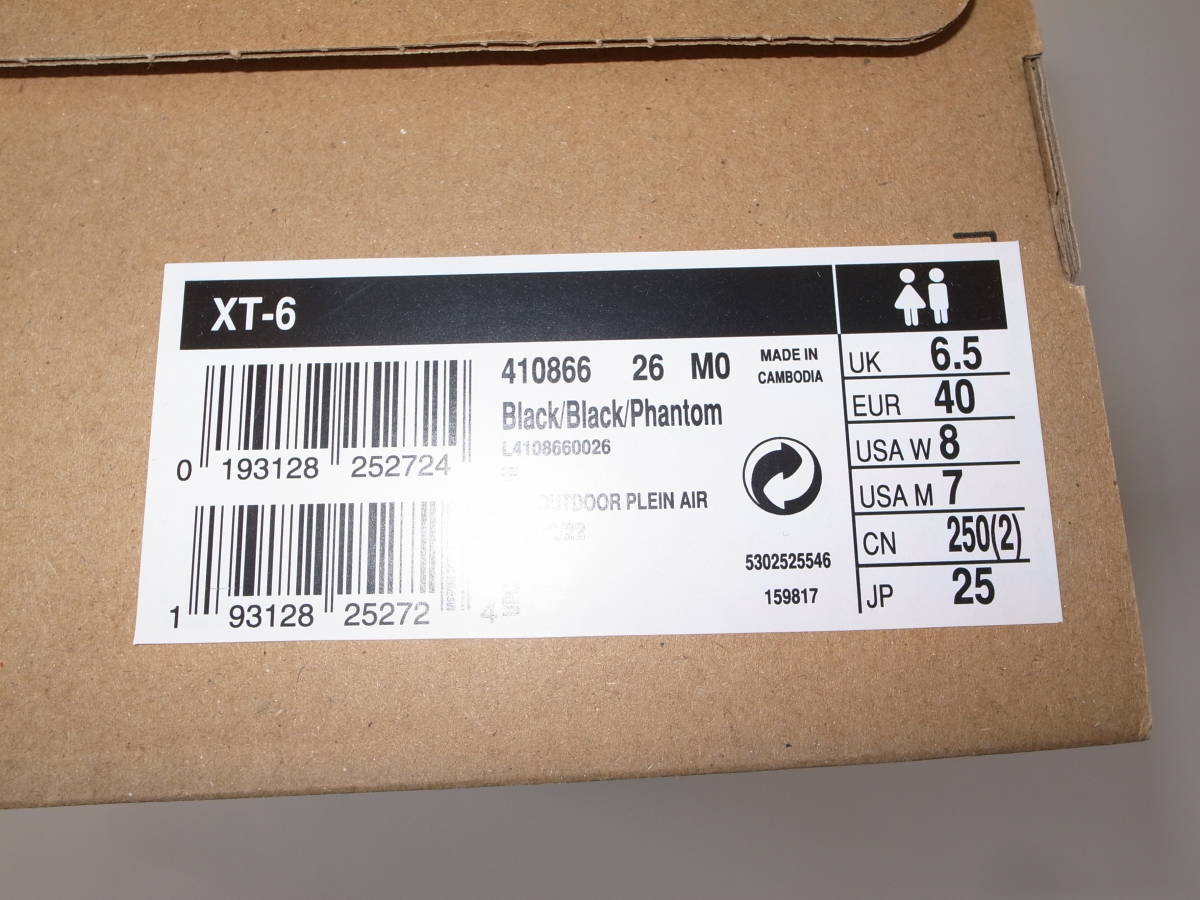 XT-6
0 193128 252724
1 93128 25272 4
410866 26 M0
Black/Black/Phantom
L4108660026
OUTDOOR PLEIN AIR
MADE IN
CAMBODIA
5302525546
159817
UK 6.5
EUR 40
USA W 8
USA M 7
CN 250(2)
JP 25